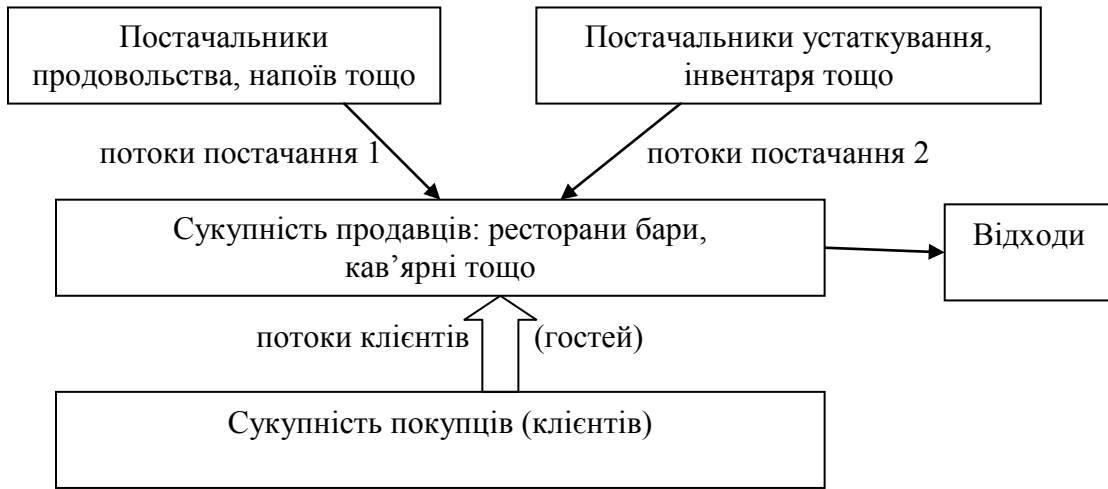 Постачальники
продовольства, напоїв тощо
Постачальники устаткування,
інвентаря тощо
потоки постачання 1
потоки постачання 2
Сукупність продавців: ресторани бари,
кав’ярні тощо
Відходи
потоки клієнтів (гостей)
Сукупність покупців (клієнтів)